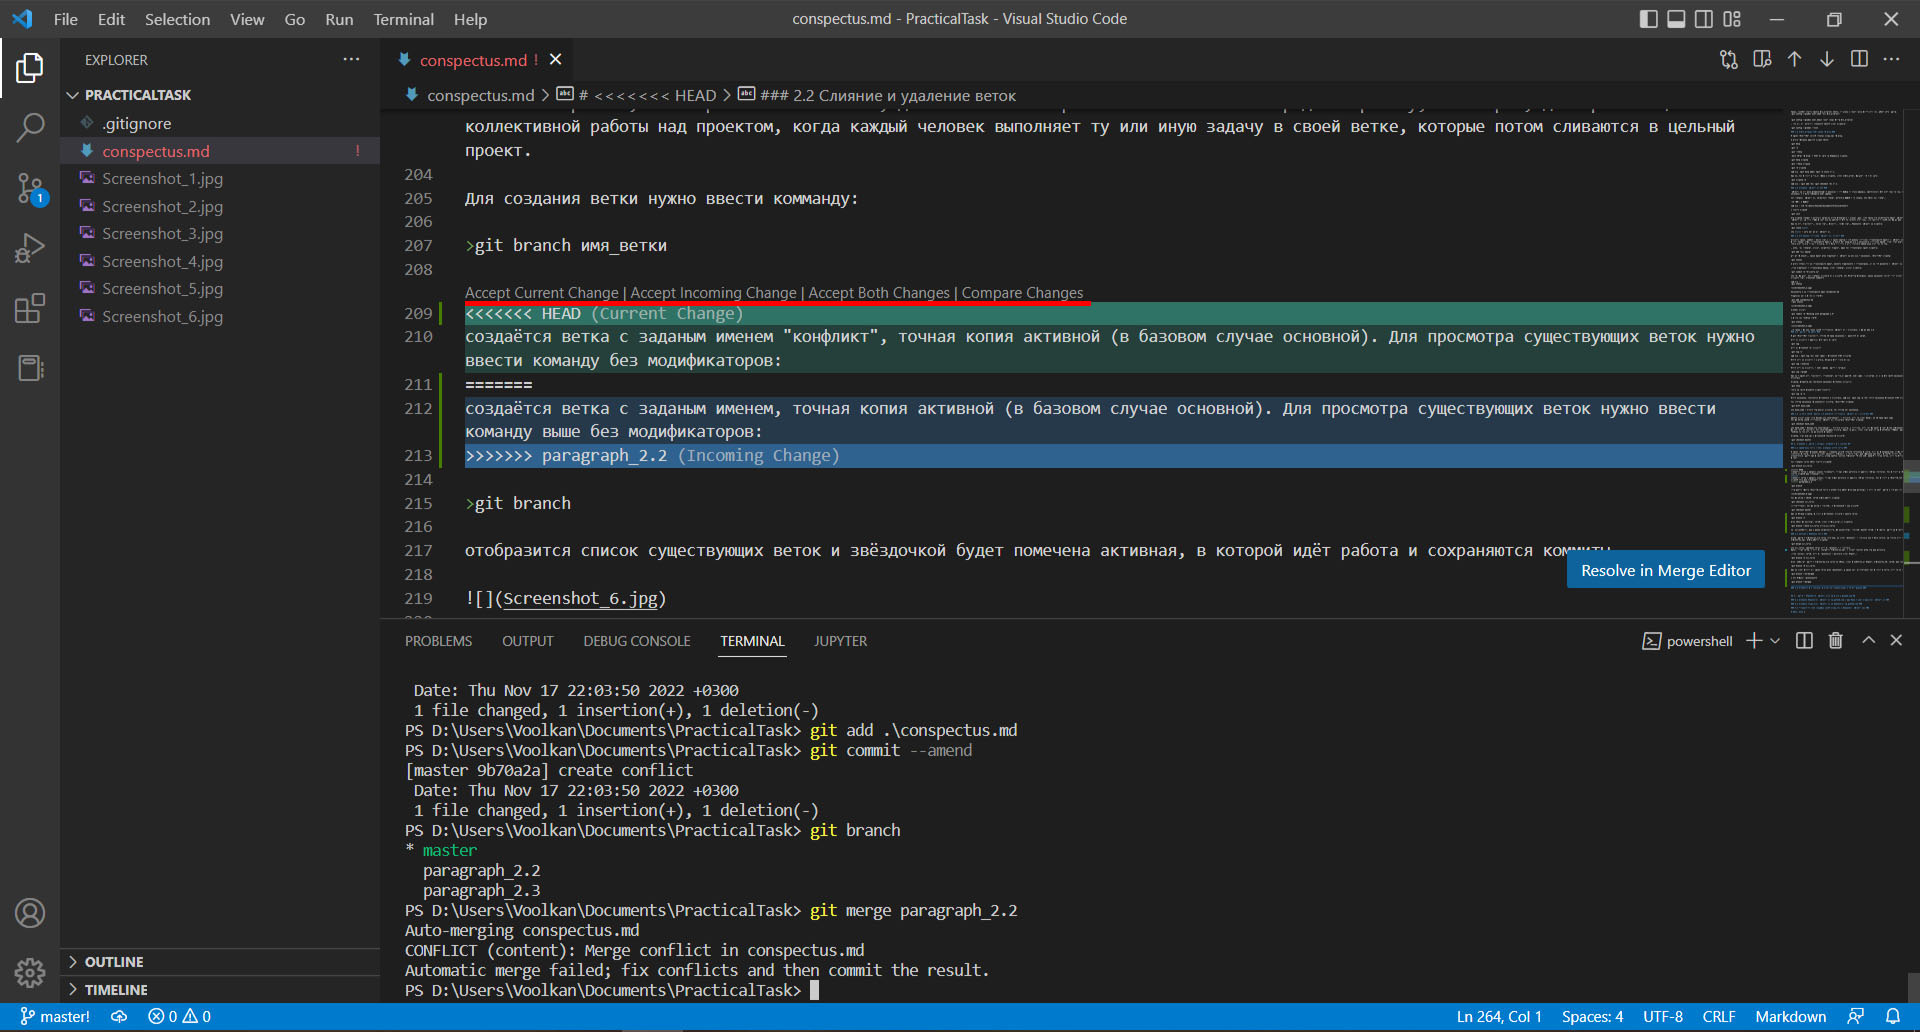 File Edit Selection View Go Run Terminal Help
conspectus.md - PracticalTask - Visual Studio Code
EXPLORER
PRACTICALTASK
.gitignore
conspectus.md !
Screenshot_1.jpg
Screenshot_2.jpg
Screenshot_3.jpg
Screenshot_4.jpg
Screenshot_5.jpg
Screenshot_6.jpg
1
OUTLINE
TIMELINE
conspectus.md !
conspectus.md > # <<<<<<< HEAD > ### 2.2 Слияние и удаление веток
коллективной работы над проектом, когда каждый человек выполняет ту или иную задачу в своей ветке, которые потом сливаются в цельный
проект.
204
205 Для создания ветки нужно ввести комманду:
206
207 >git branch имя_ветки
208
Accept Current Change | Accept Incoming Change | Accept Both Changes | Compare Changes
209 <<<<<<< HEAD (Current Change)
210 создаётся ветка с заданым именем "конфликт", точная копия активной (в базовом случае основной). Для просмотра существующих веток нужно
ввести команду без модификаторов:
211 =======
212 создаётся ветка с заданым именем, точная копия активной (в базовом случае основной). Для просмотра существующих веток нужно ввести
команду выше без модификаторов:
213 >>>>>>> paragraph_2.2 (Incoming Change)
214
215 >git branch
216
217 отобразится список существующих веток и звёздочкой будет помечена активная, в которой идёт работа и сохраняются коммиты
218
219 ![](Screenshot_6.jpg)
Resolve in Merge Editor
PROBLEMS OUTPUT DEBUG CONSOLE TERMINAL JUPYTER
powershell
Date: Thu Nov 17 22:03:50 2022 +0300
1 file changed, 1 insertion(+), 1 deletion(-)
PS D:\Users\Voolkan\Documents\PracticalTask> git add .\conspectus.md
PS D:\Users\Voolkan\Documents\PracticalTask> git commit --amend
[master 9b70a2a] create conflict
Date: Thu Nov 17 22:03:50 2022 +0300
1 file changed, 1 insertion(+), 1 deletion(-)
PS D:\Users\Voolkan\Documents\PracticalTask> git branch
* master
paragraph_2.2
paragraph_2.3
PS D:\Users\Voolkan\Documents\PracticalTask> git merge paragraph_2.2
Auto-merging conspectus.md
CONFLICT (content): Merge conflict in conspectus.md
Automatic merge failed; fix conflicts and then commit the result.
PS D:\Users\Voolkan\Documents\PracticalTask>
master! 0 0
Ln 264, Col 1 Spaces: 4 UTF-8 CRLF Markdown